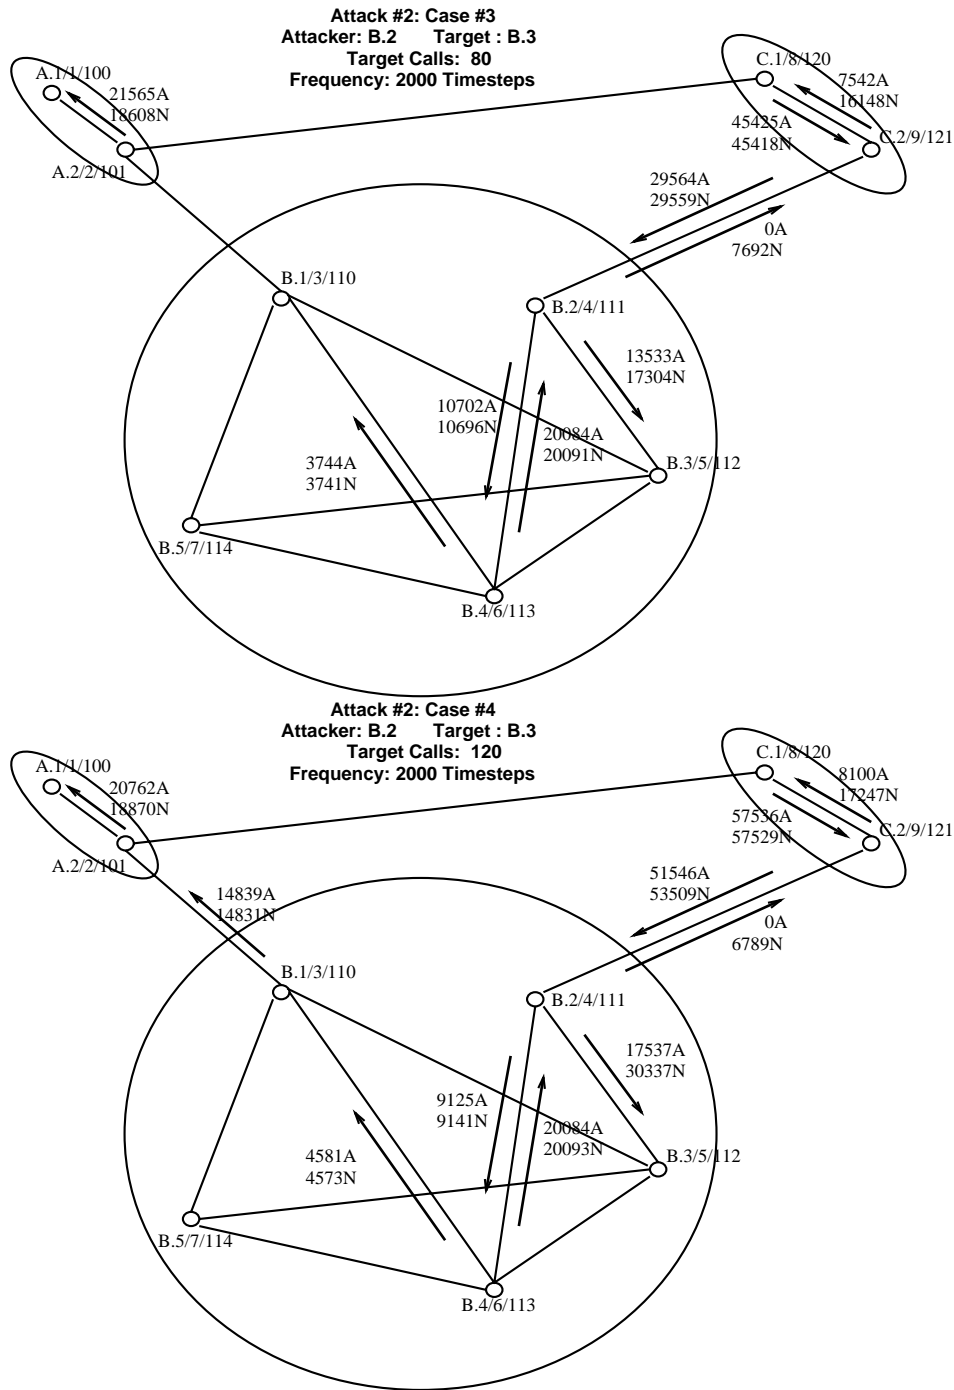 Attack #2: Case #3
Attacker: B.2 Target : B.3
Target Calls: 80
Frequency: 2000 Timesteps
A.1/1/100
21565A
18608N
A.2/2/101
C.1/8/120
7542A
16148N
45425A
45418N
C.2/9/121
29564A
29559N
0A
7692N
B.1/3/110
B.2/4/111
13533A
17304N
10702A
10696N
20084A
20091N
3744A
3741N
B.3/5/112
B.5/7/114
B.4/6/113
Attack #2: Case #4
Attacker: B.2 Target : B.3
Target Calls: 120
Frequency: 2000 Timesteps
A.1/1/100
20762A
18870N
A.2/2/101
C.1/8/120
8100A
17247N
57536A
57529N
C.2/9/121
14839A
14831N
51546A
53509N
0A
6789N
B.1/3/110
B.2/4/111
17537A
30337N
9125A
9141N
20084A
20093N
4581A
4573N
B.3/5/112
B.5/7/114
B.4/6/113